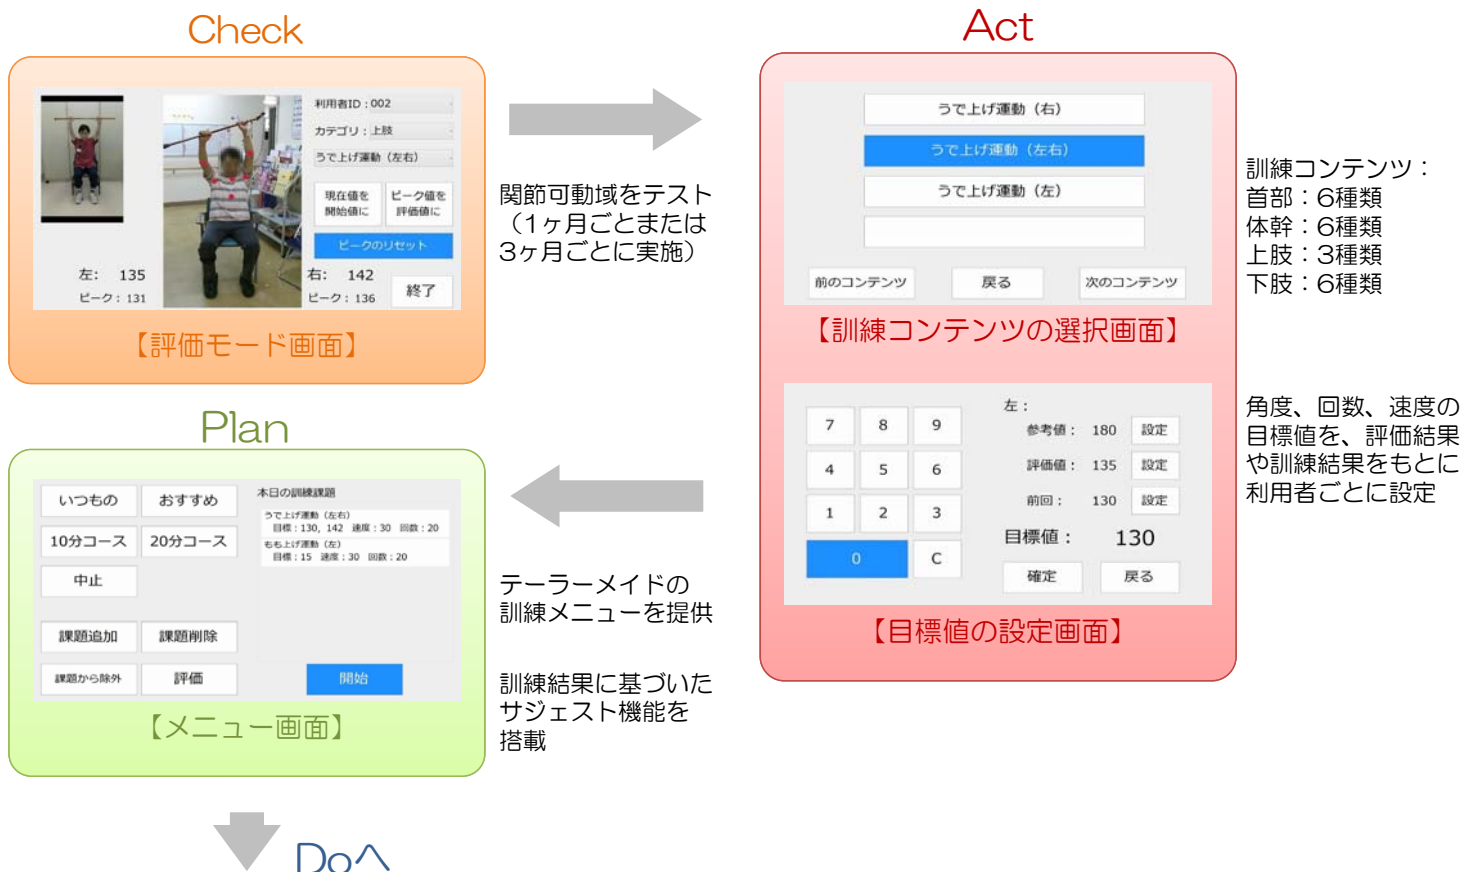 Check
利用者ID：002
カテゴリ：上肢
うで上げ運動（左右）
現在値を
開始値に
ピーク値を
評価値に
ピークのリセット
左： 135
ピーク：131
右： 142
ピーク：136
終了
【評価モード画面】
関節可動域をテスト
（1ヶ月ごとまたは
3ヶ月ごとに実施）
Act
うで上げ運動（右）
うで上げ運動（左右）
うで上げ運動（左）
前のコンテンツ
戻る
次のコンテンツ
【訓練コンテンツの選択画面】
訓練コンテンツ：
首部：6種類
体幹：6種類
上肢：3種類
下肢：6種類
7 8 9
4 5 6
1 2 3
0 C
左：
参考値： 180 設定
評価値： 135 設定
前回： 130 設定
目標値： 130
確定 戻る
【目標値の設定画面】
角度、回数、速度の
目標値を、評価結果
や訓練結果をもとに
利用者ごとに設定
Plan
いつもの おすすめ
10分コース 20分コース
中止
課題追加 課題削除
課題から除外 評価
本日の訓練課題
うで上げ運動（左右）
目標：130, 142 速度：30 回数：20
もも上げ運動（左）
目標：15 速度：30 回数：20
開始
【メニュー画面】
テーラーメイドの
訓練メニューを提供
訓練結果に基づいた
サジェスト機能を
搭載
Doへ